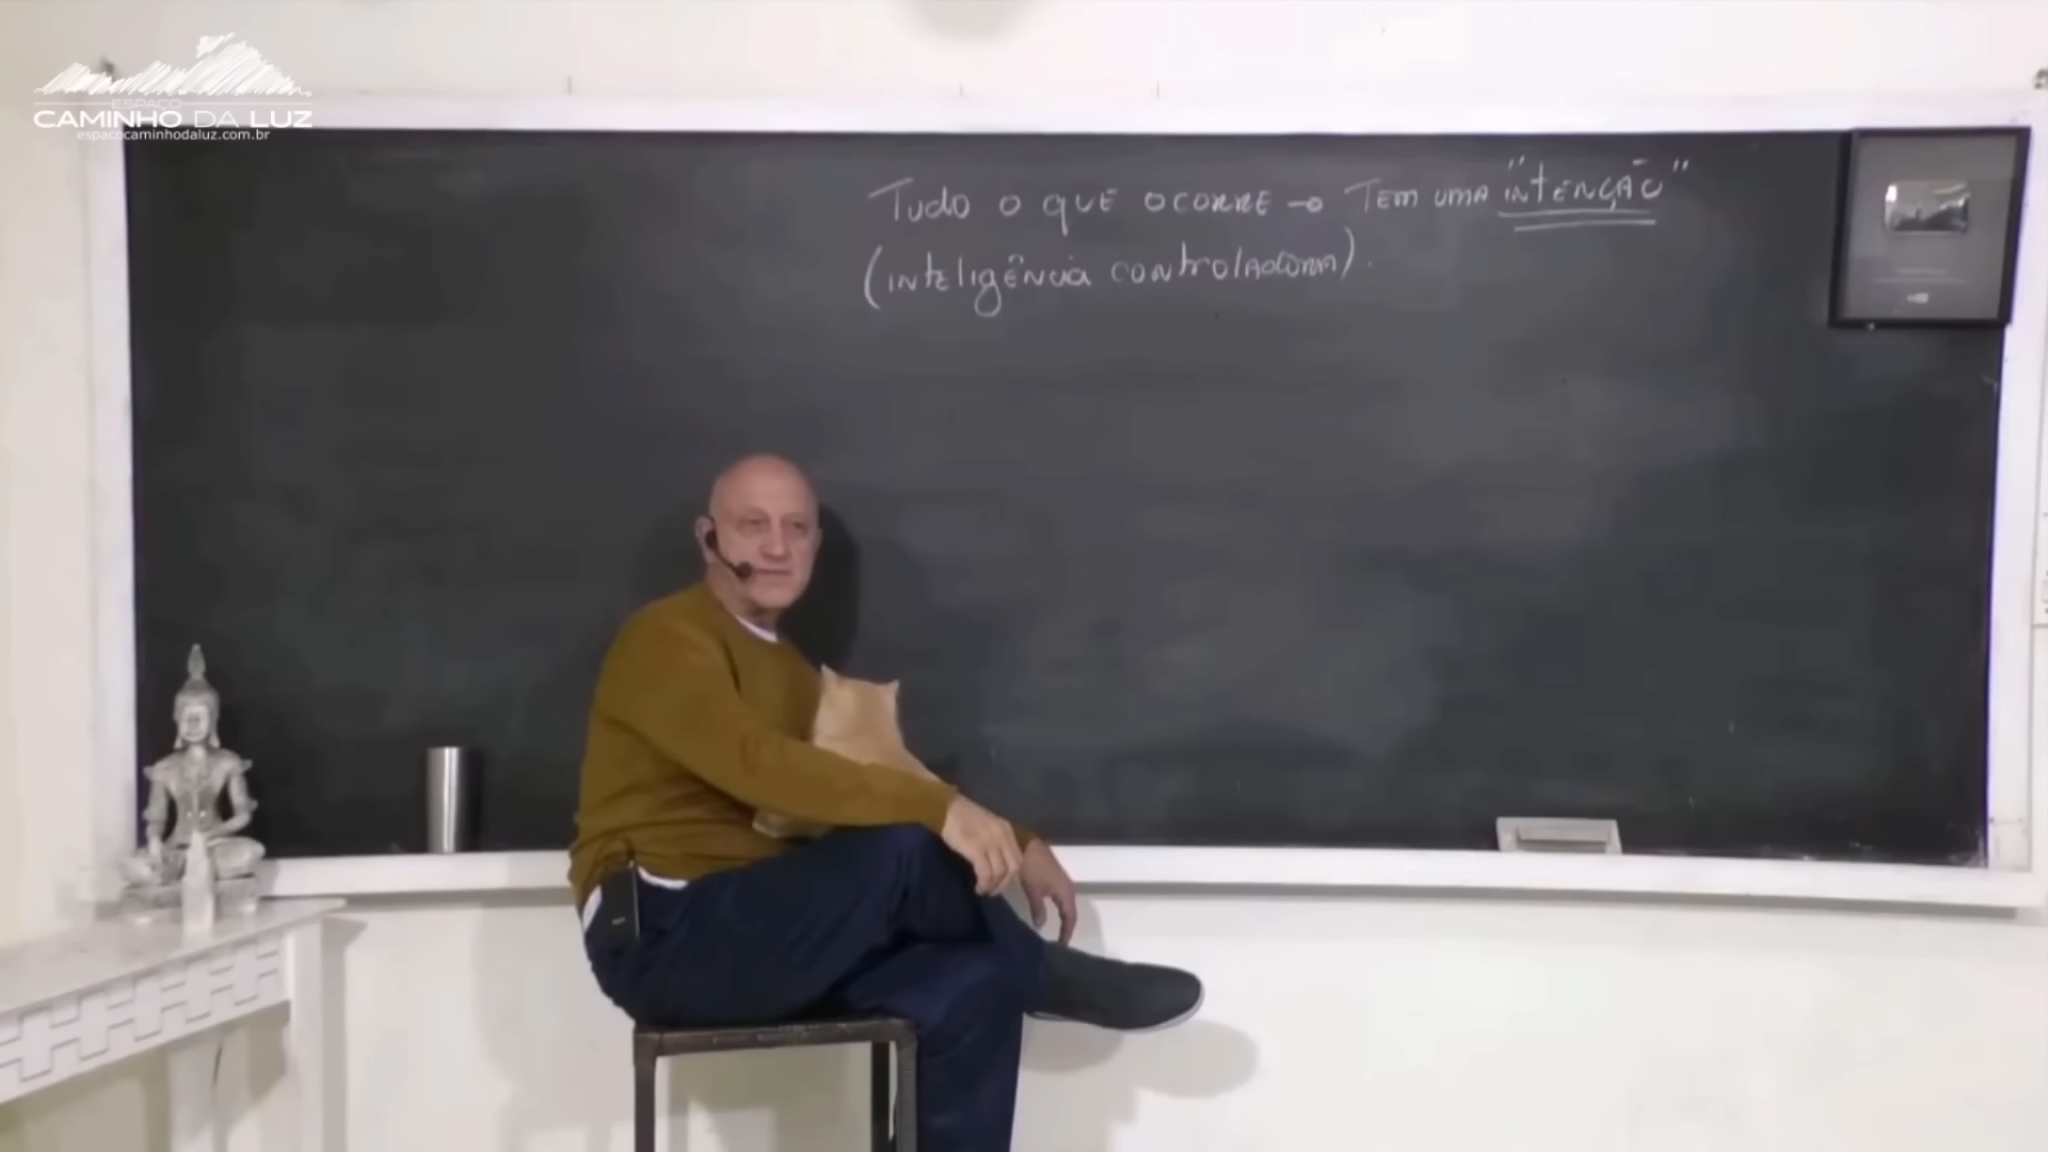 ESPAÇO
CAMINHO DA LUZ
espacocaminhodaluz.com.br
Tudo o que ocorre → Tem uma "intenção"
(inteligência controladora).